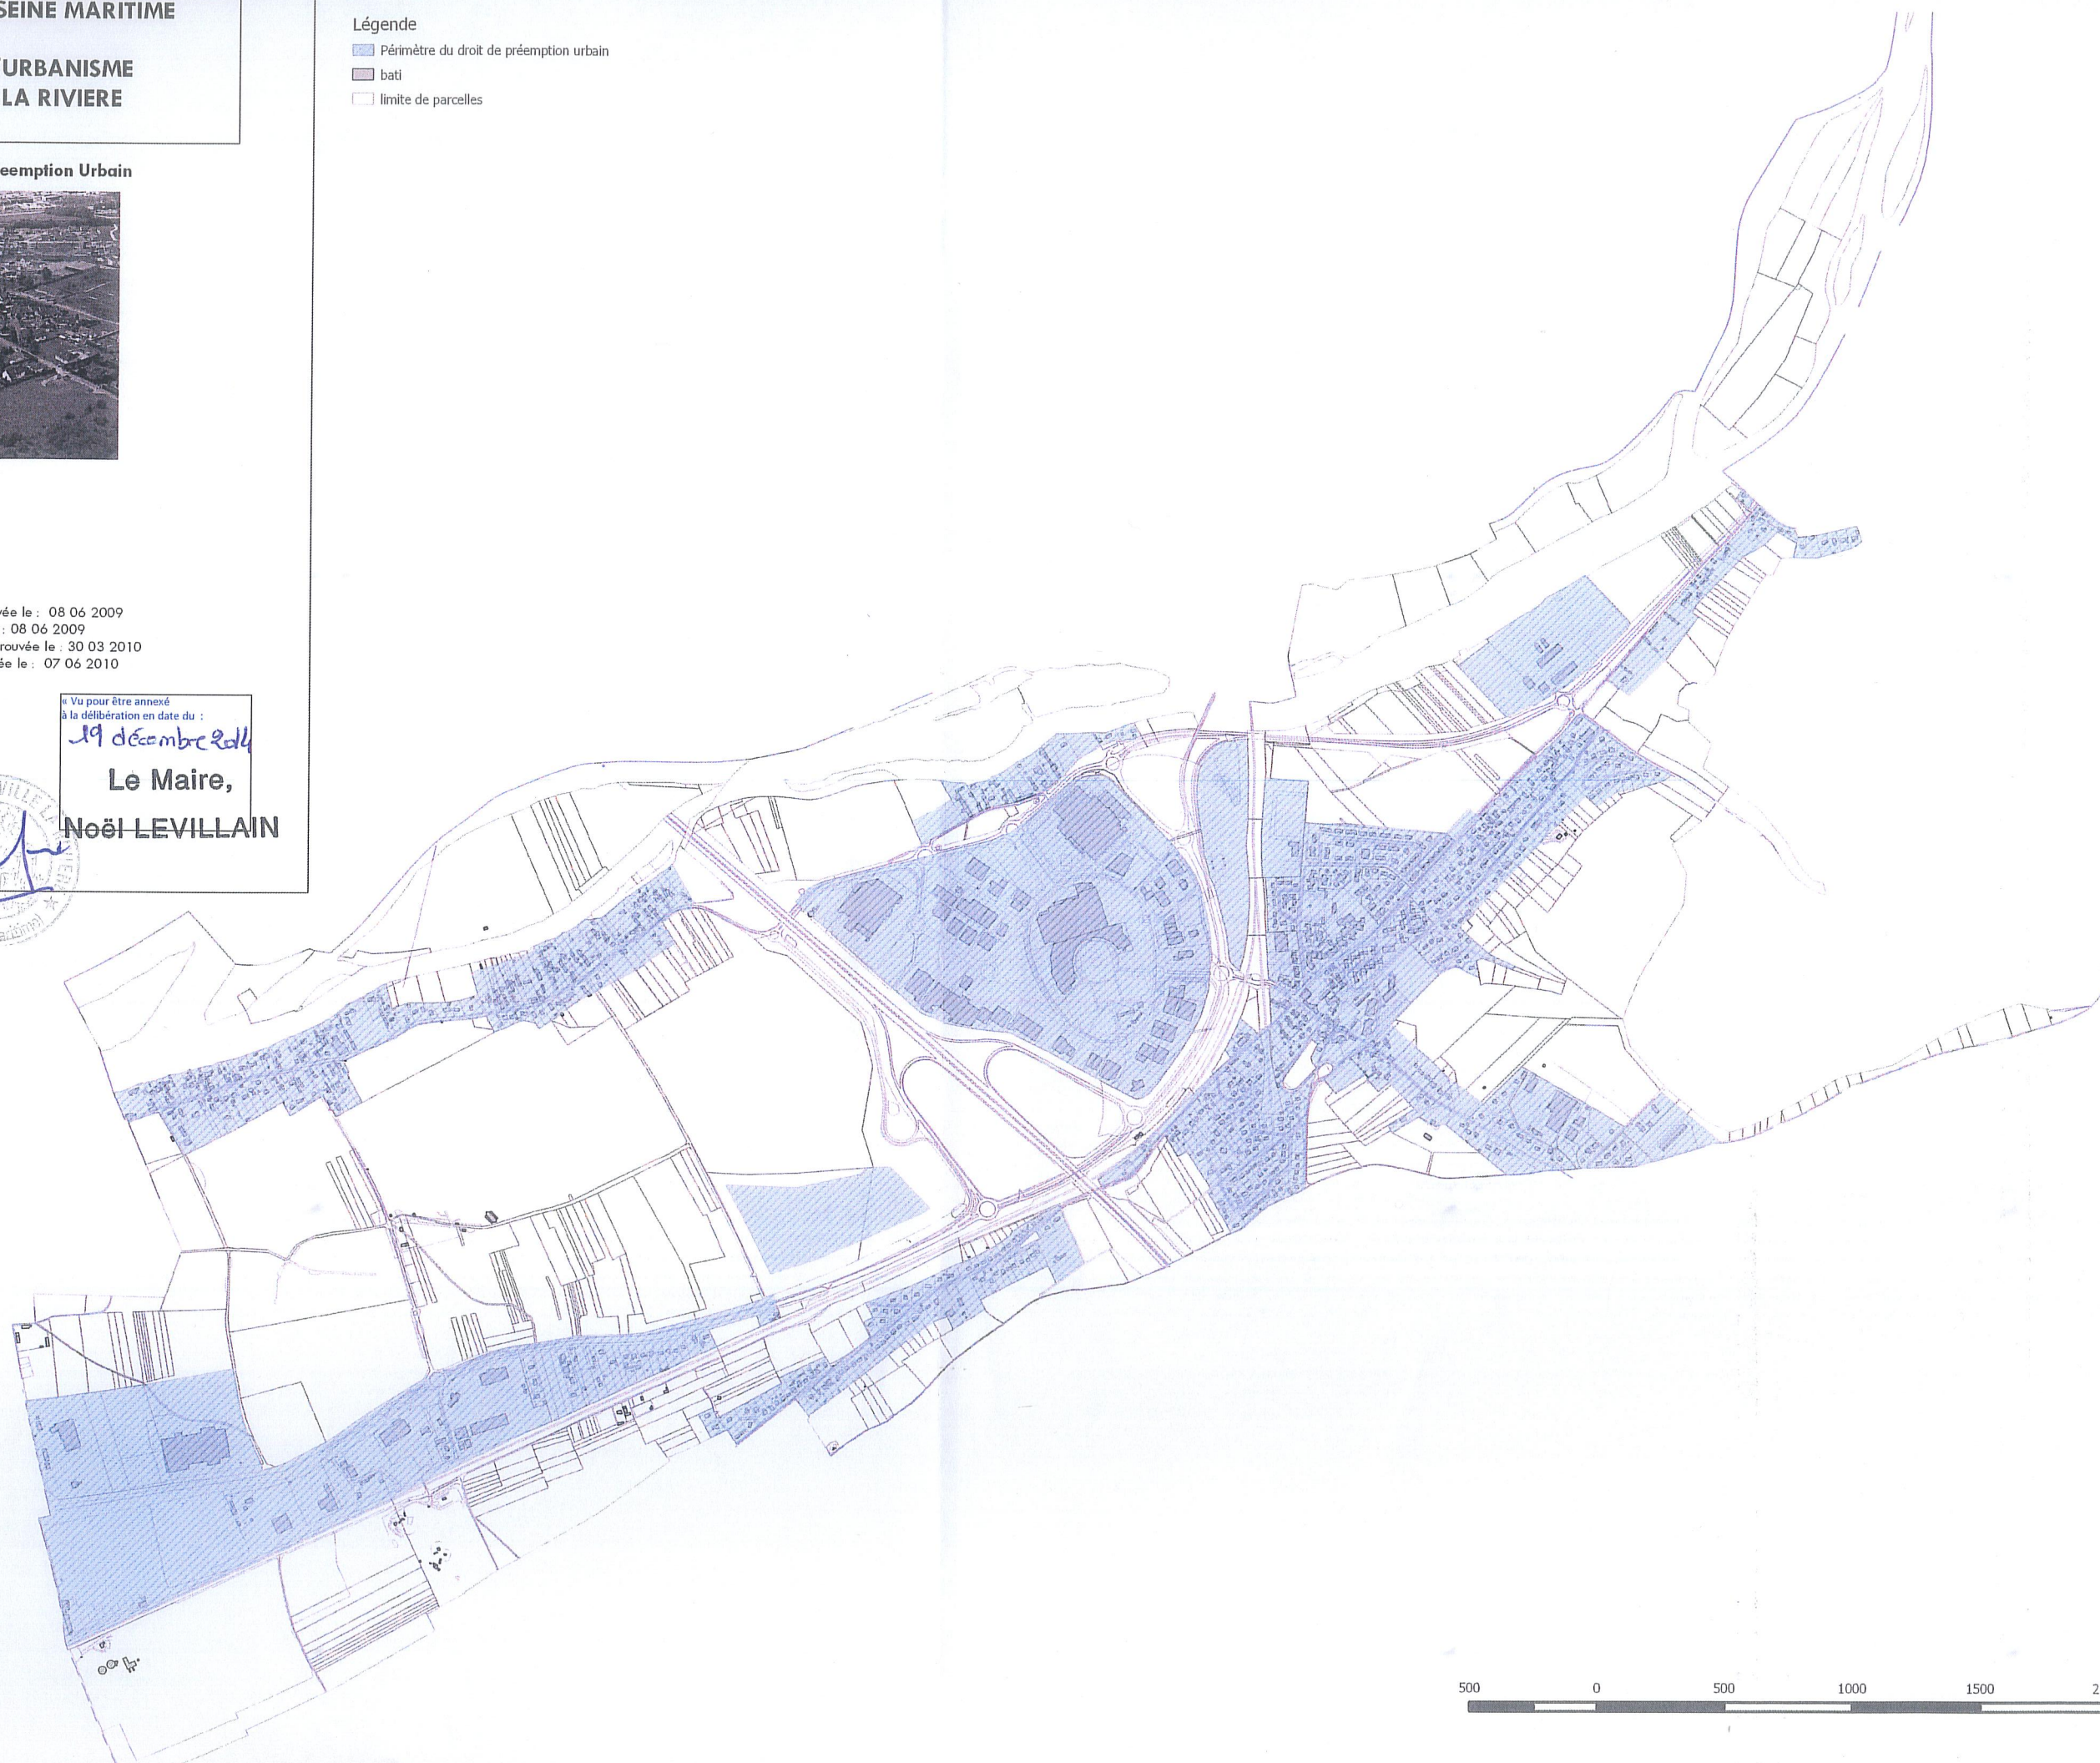 SEINE MARITIME
'URBANISME
LA RIVIERE
eemption Urbain
vée le : 08 06 2009
: 08 06 2009
rouvée le : 30 03 2010
ée le : 07 06 2010
« Vu pour être annexé
à la délibération en date du :
19 décembre 2014
Le Maire,
Noël LEVILLAIN
Légende
Périmètre du droit de préemption urbain
bati
limite de parcelles
500 0 500 1000 1500 2